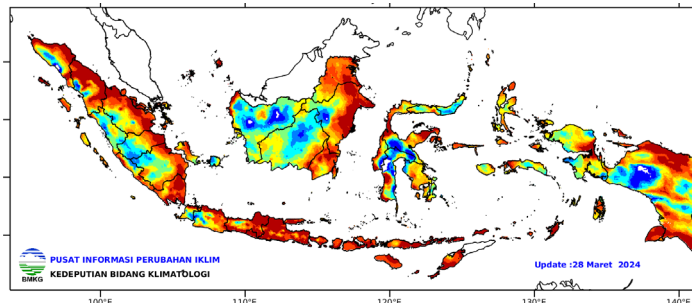 PUSAT INFORMASI PERUBAHAN IKLIM
KEDEPUTIAN BIDANG KLIMATOLOGI
BMKG
Update :28 Maret 2024
100°E 110°E 120°E 130°E 140°E